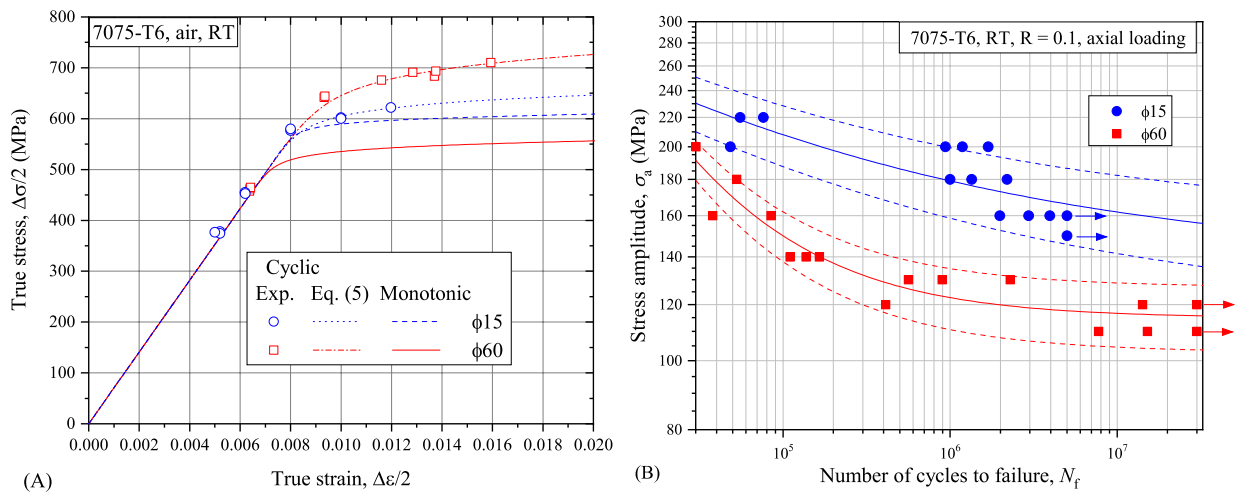 7075-T6, air, RT
True stress, Δσ/2 (MPa)
800
700
600
500
400
300
200
100
0
Cyclic
Exp. Eq. (5) Monotonic
ϕ15
ϕ60
0.000 0.002 0.004 0.006 0.008 0.010 0.012 0.014 0.016 0.018 0.020
True strain, Δε/2
(A)
7075-T6, RT, R = 0.1, axial loading
Stress amplitude, σa (MPa)
300
280
260
240
220
200
180
160
140
120
100
80
ϕ15
ϕ60
10⁵ 10⁶ 10⁷
Number of cycles to failure, Nf
(B)